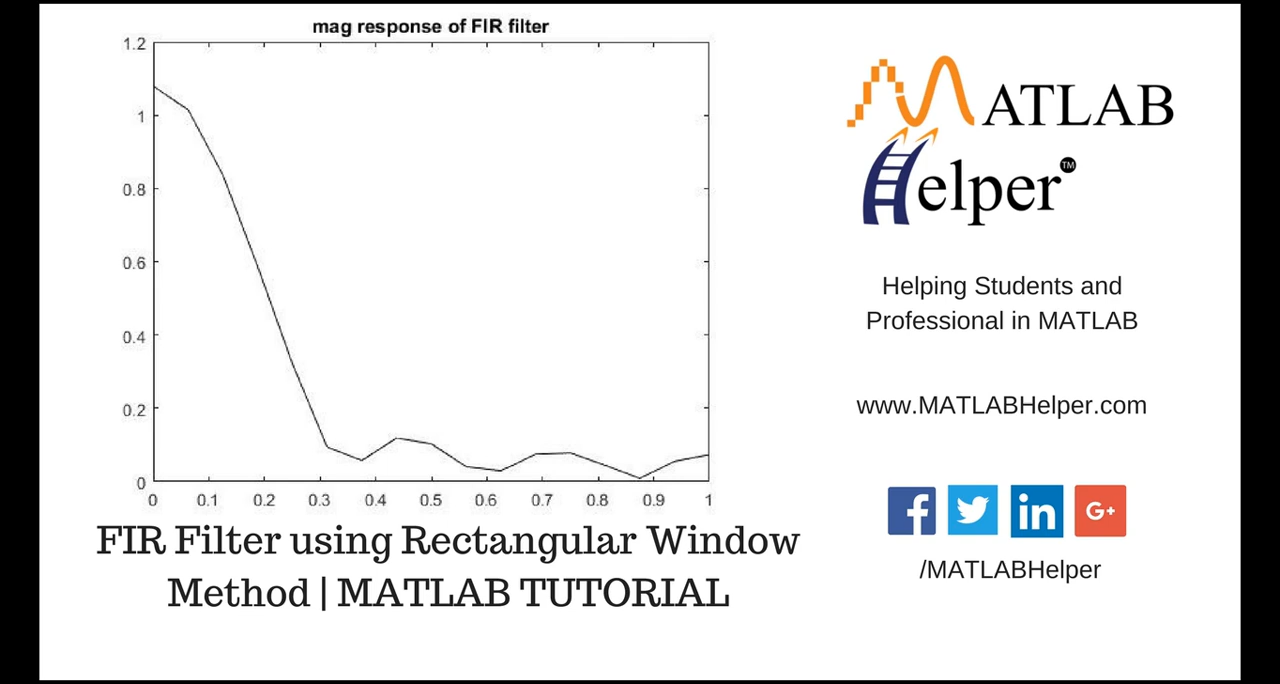 mag response of FIR filter
1.2
1
0.8
0.6
0.4
0.2
0
0 0.1 0.2 0.3 0.4 0.5 0.6 0.7 0.8 0.9 1
FIR Filter using Rectangular Window
Method | MATLAB TUTORIAL
MATLAB
Helper TM
Helping Students and
Professional in MATLAB
www.MATLABHelper.com
f in G+
/MATLABHelper